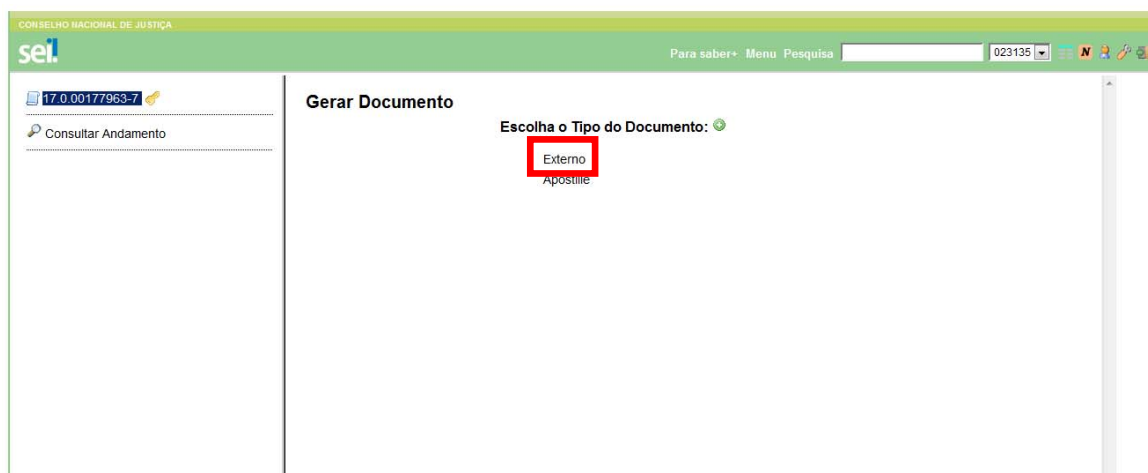 CONSELHO NACIONAL DE JUSTIÇA
sei!
Para saber+ Menu Pesquisa
023135
N
17.0.00177963-7
Consultar Andamento
Gerar Documento
Escolha o Tipo do Documento:
Externo
Apostille